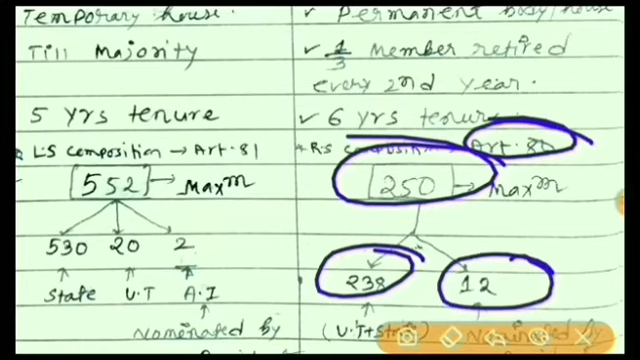 Temporary house.
✓ Permanent body/house
Till Majority
✓ 1/3 Member retired
every 2nd year.
5 yrs tenure
✓ 6 yrs tenure
LS composition → Art·81
RS composition → Art·80
[552] → Maxm
[250] → Maxm
530 20 2
238 12
State U.T A.I
Nominated by
(U.T+State) Nominated by